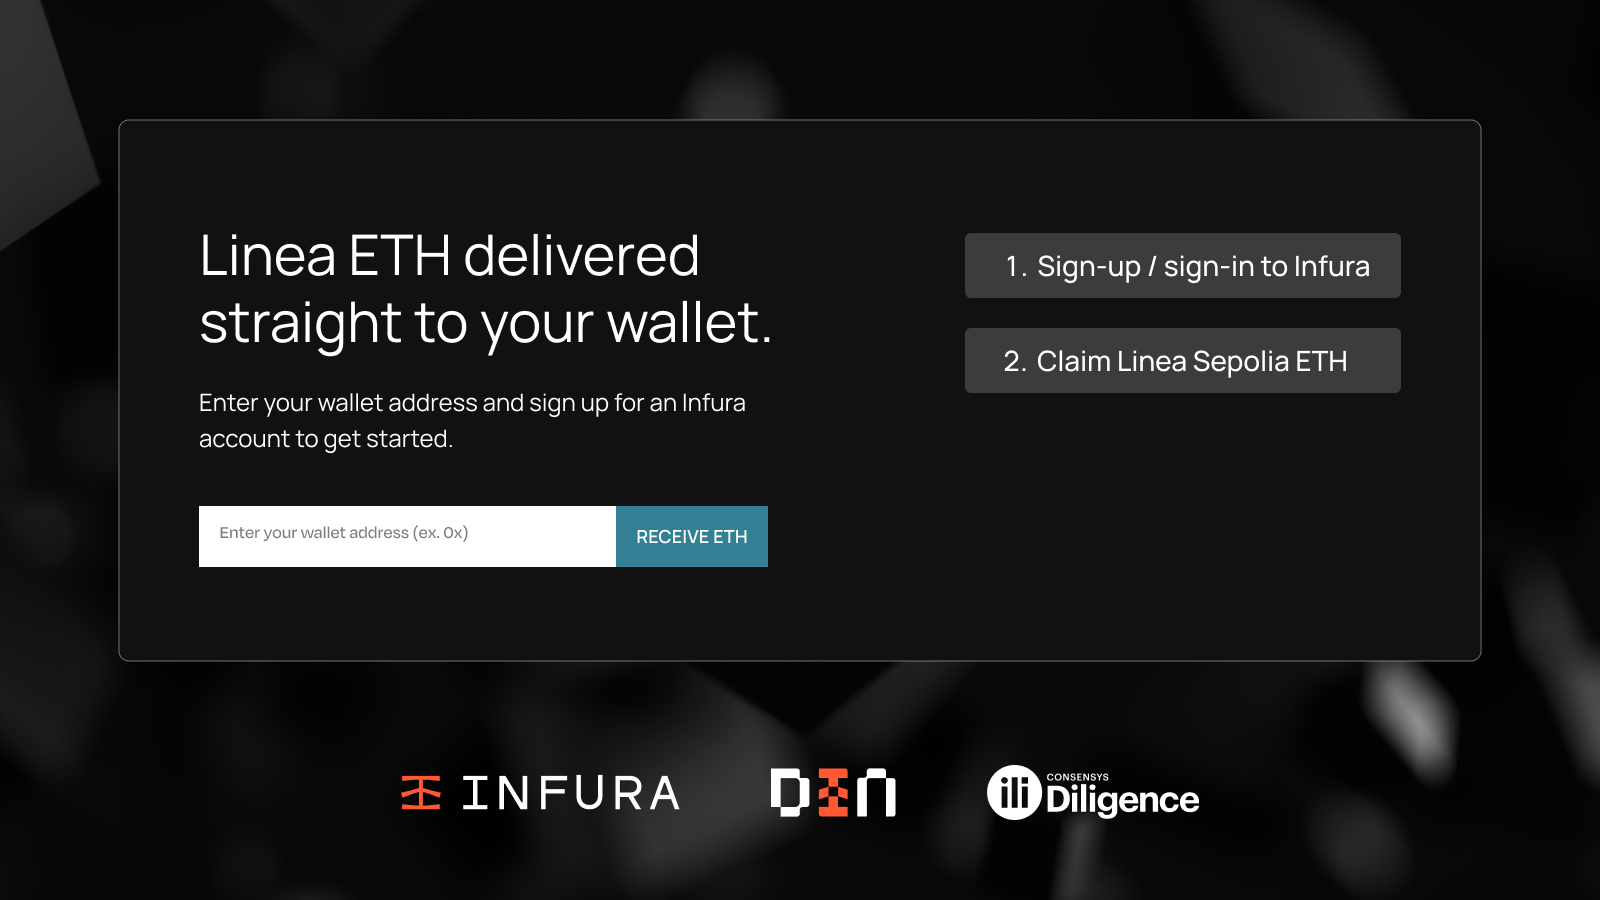 Linea ETH delivered
straight to your wallet.
Enter your wallet address and sign up for an Infura
account to get started.
Enter your wallet address (ex. 0x)
RECEIVE ETH
1. Sign-up / sign-in to Infura
2. Claim Linea Sepolia ETH
INFURA
DIN
CONSENSYS
Diligence